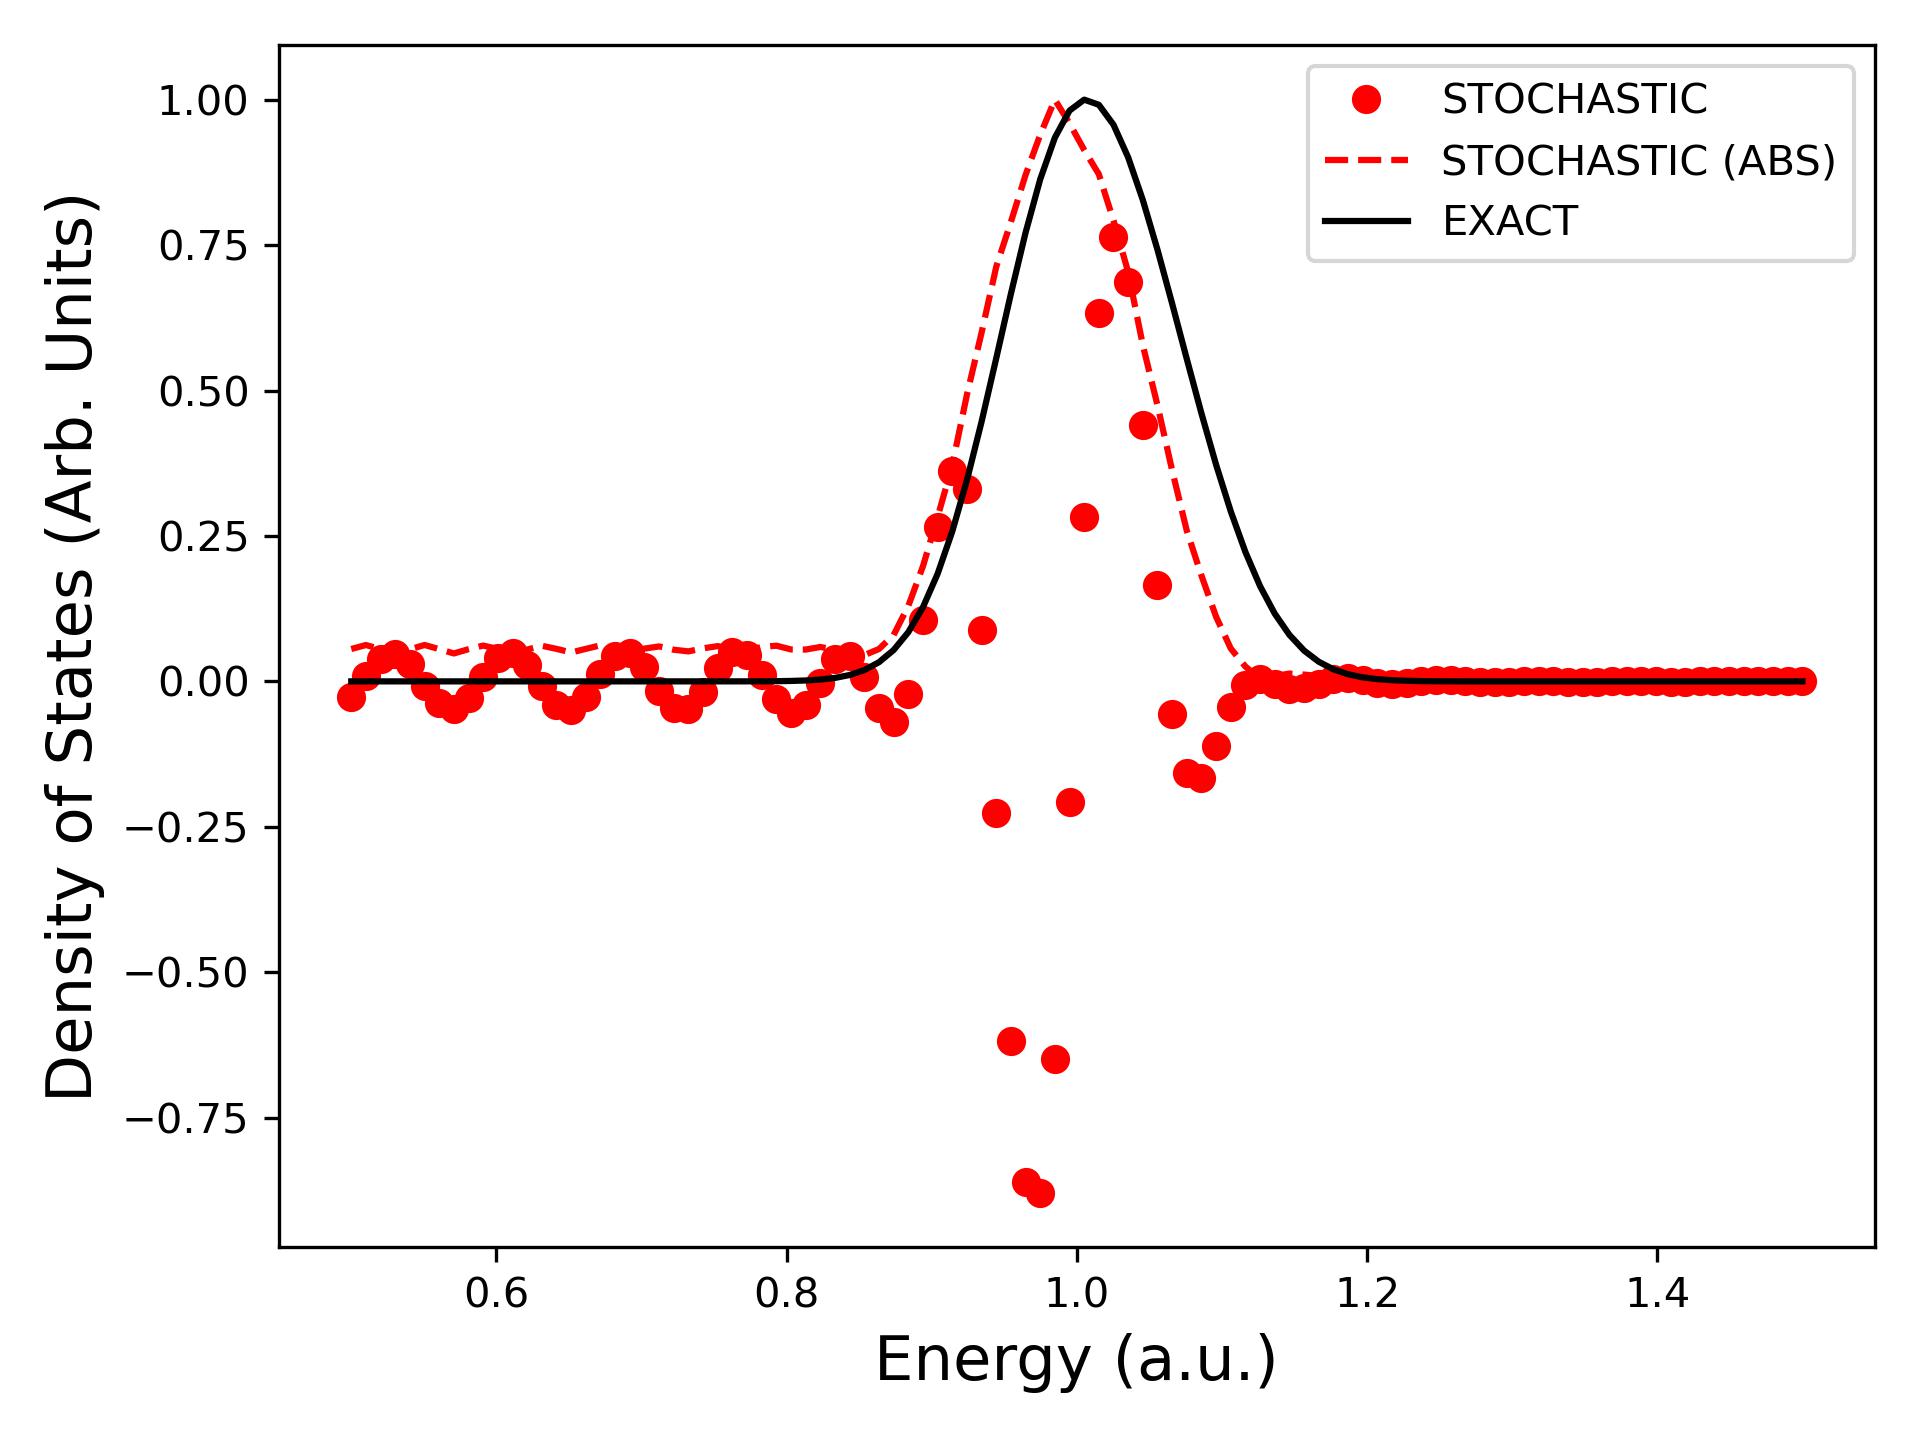 Density of States (Arb. Units)
1.00
0.75
0.50
0.25
0.00
−0.25
−0.50
−0.75
STOCHASTIC
STOCHASTIC (ABS)
EXACT
0.6 0.8 1.0 1.2 1.4
Energy (a.u.)